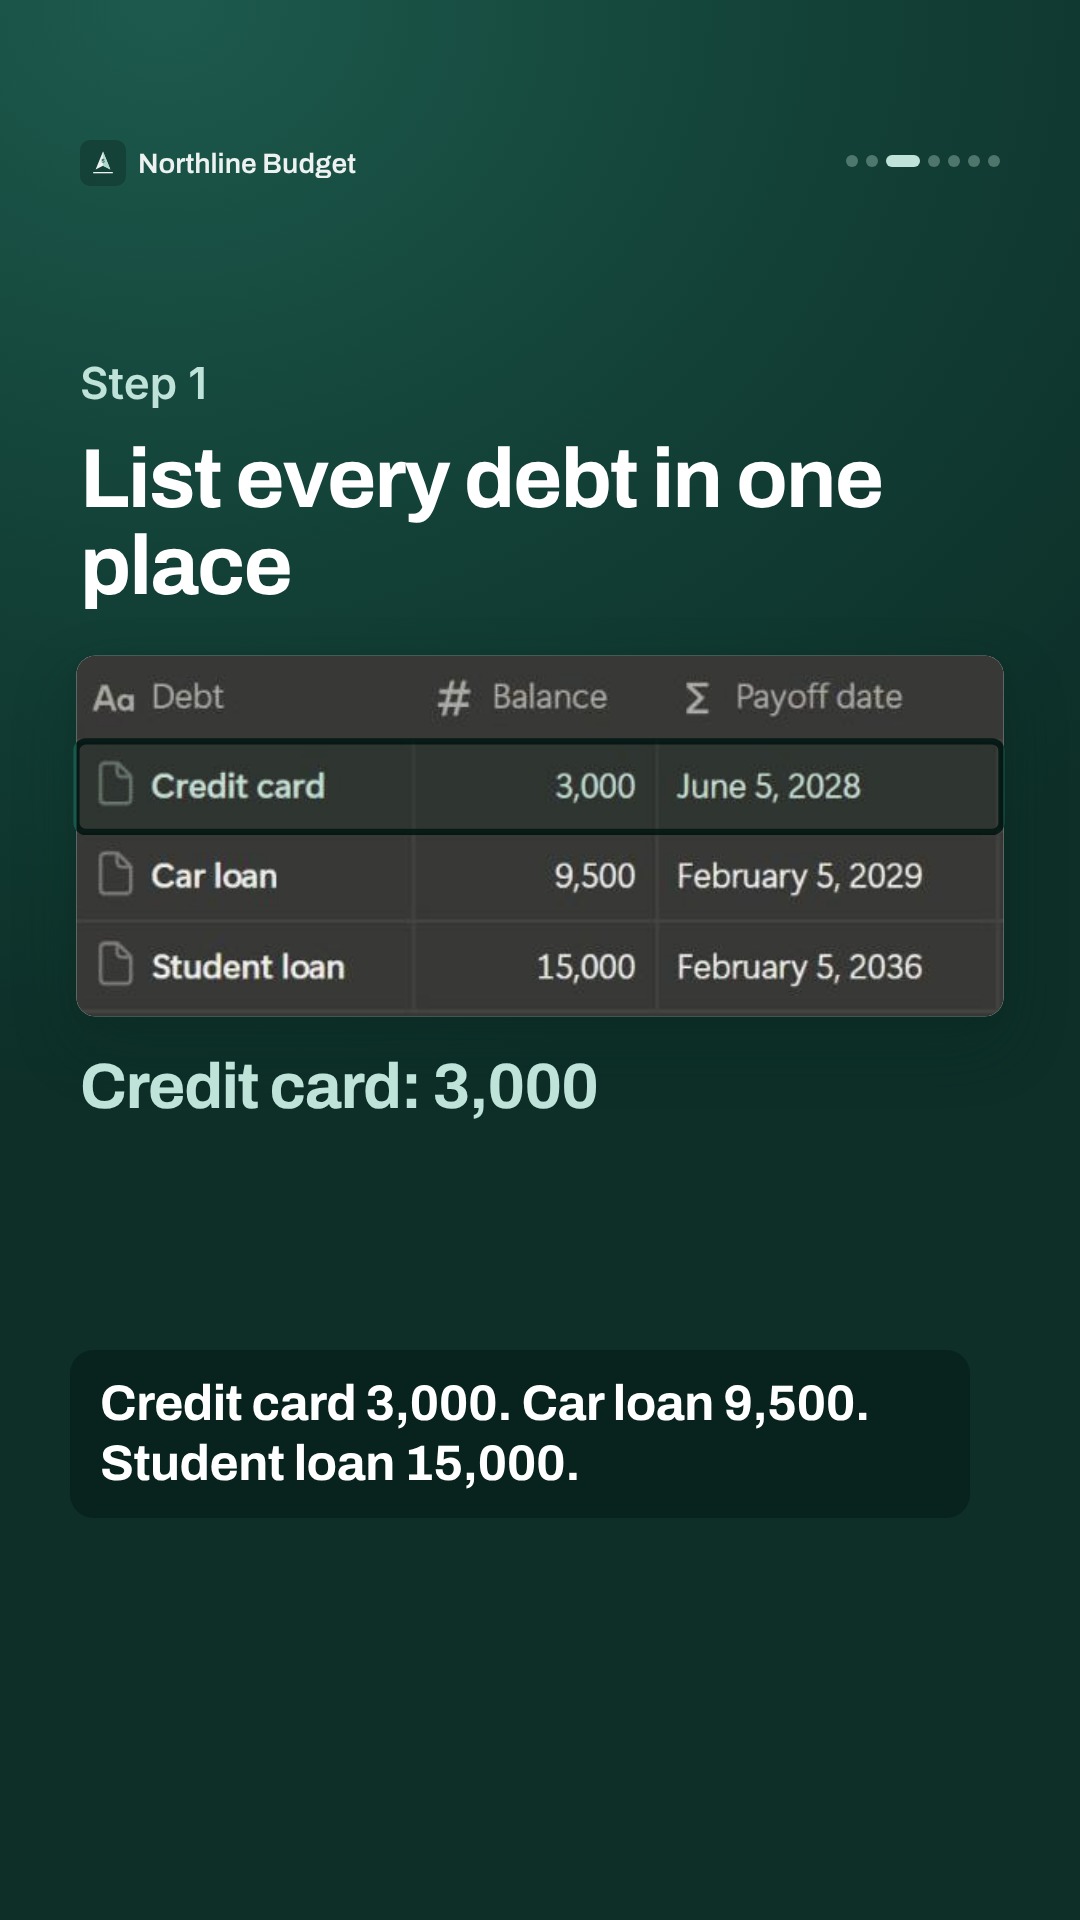 Northline Budget
Step 1
List every debt in one
place
Aa Debt # Balance Σ Payoff date
Credit card 3,000 June 5, 2028
Car loan 9,500 February 5, 2029
Student loan 15,000 February 5, 2036
Credit card: 3,000
Credit card 3,000. Car loan 9,500.
Student loan 15,000.